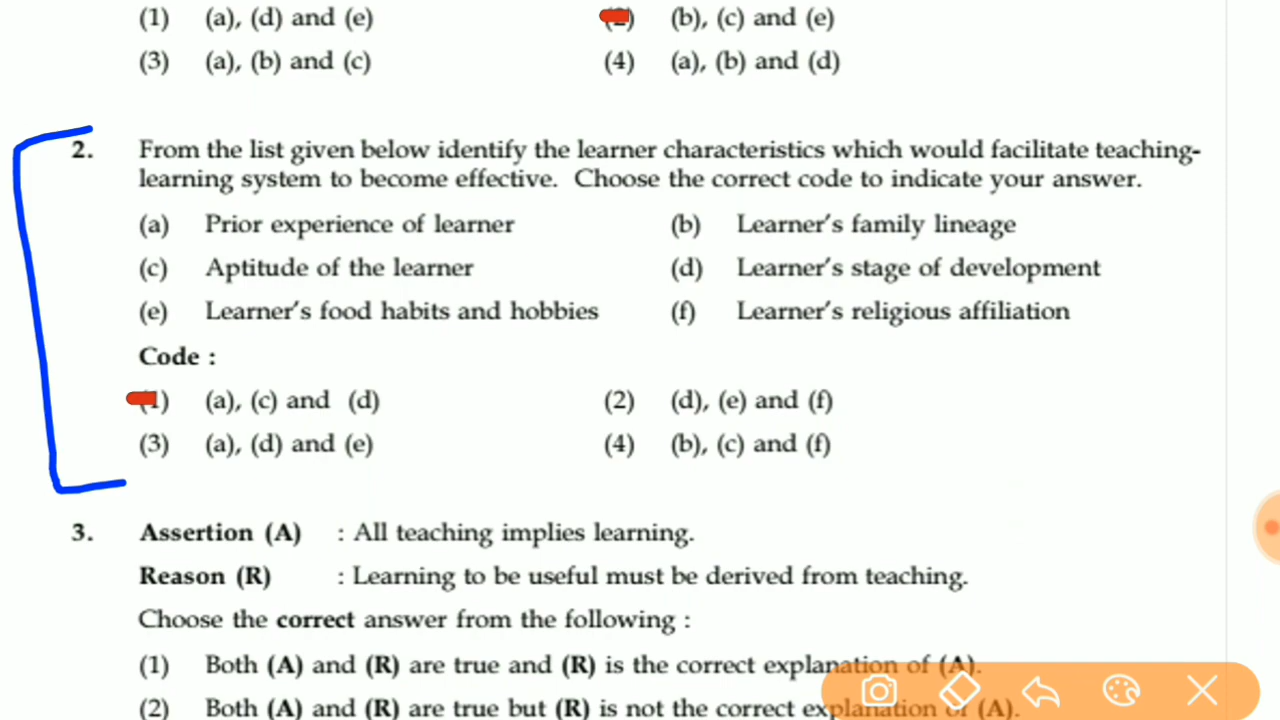 (1) (a), (d) and (e) (b), (c) and (e)
(3) (a), (b) and (c) (4) (a), (b) and (d)
2. From the list given below identify the learner characteristics which would facilitate teaching-
learning system to become effective. Choose the correct code to indicate your answer.
(a) Prior experience of learner (b) Learner's family lineage
(c) Aptitude of the learner (d) Learner's stage of development
(e) Learner's food habits and hobbies (f) Learner's religious affiliation
Code :
(1) (a), (c) and (d) (2) (d), (e) and (f)
(3) (a), (d) and (e) (4) (b), (c) and (f)
3. Assertion (A) : All teaching implies learning.
Reason (R) : Learning to be useful must be derived from teaching.
Choose the correct answer from the following :
(1) Both (A) and (R) are true and (R) is the correct explanation of (A).
(2) Both (A) and (R) are true but (R) is not the correct explanation of (A).